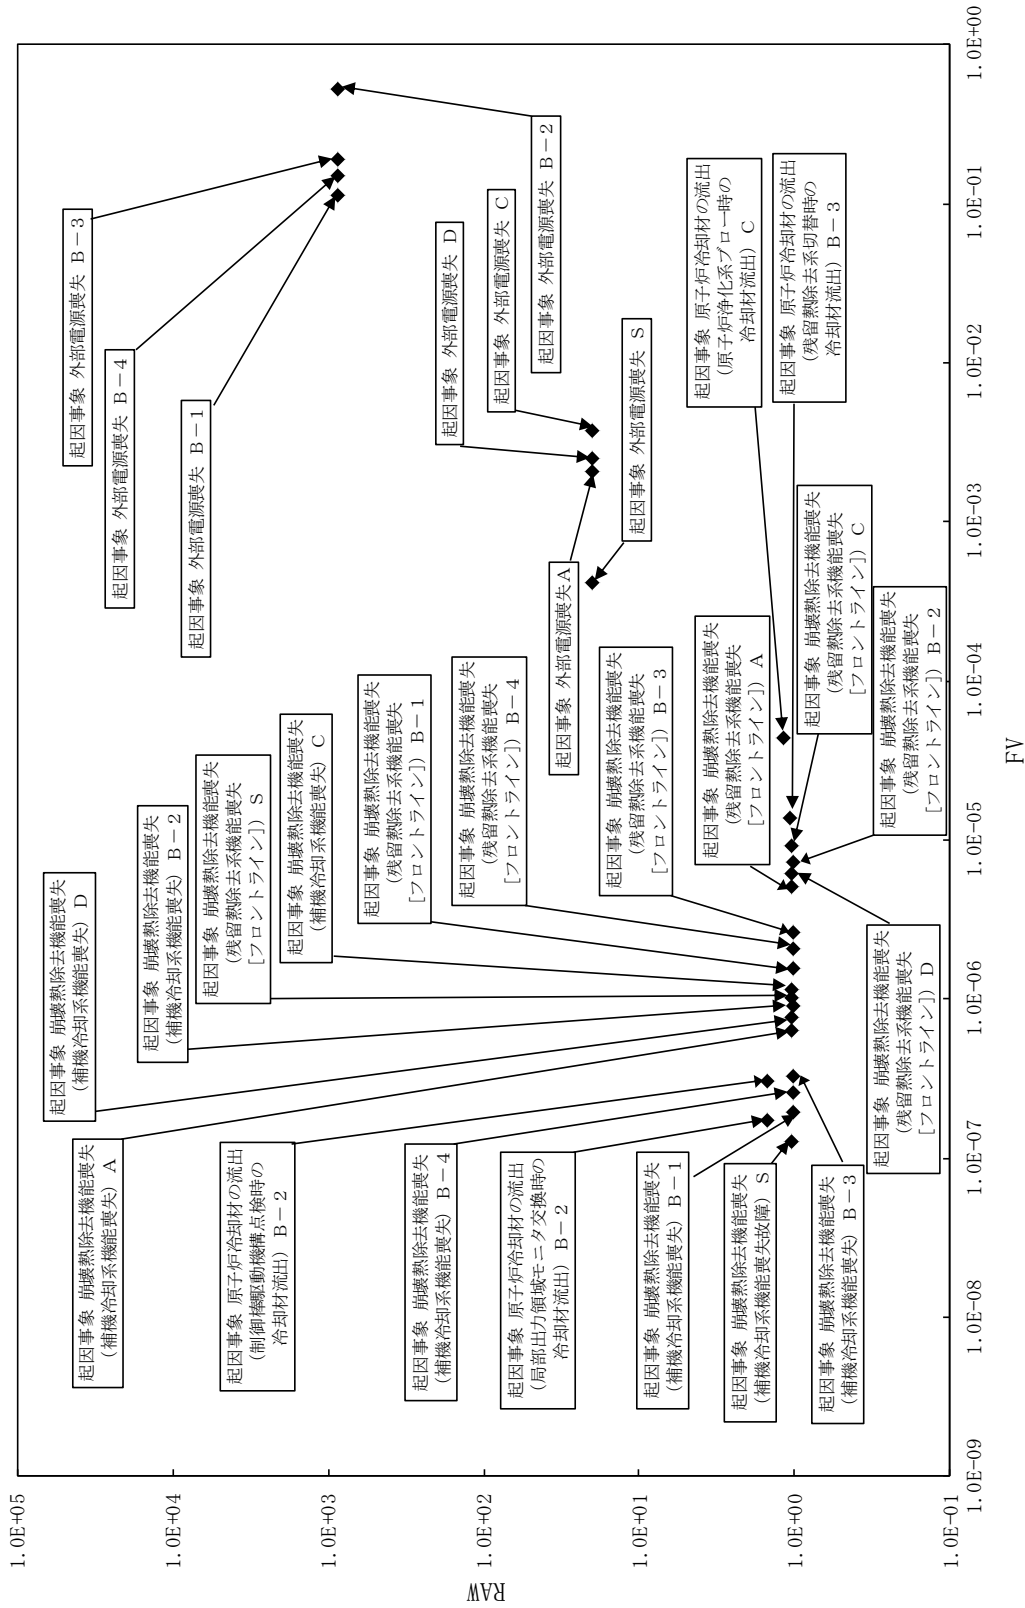 1.0E+05
1.0E+04
1.0E+03
1.0E+02
1.0E+01
1.0E+00
1.0E-01
RAW
1.0E-09
1.0E-08
1.0E-07
1.0E-06
1.0E-05
1.0E-04
1.0E-03
1.0E-02
1.0E-01
1.0E+00
FV
起因事象 崩壊熱除去機能喪失
(補機冷却系機能喪失) D
起因事象 崩壊熱除去機能喪失
(補機冷却系機能喪失) A
起因事象 崩壊熱除去機能喪失
(補機冷却系機能喪失) B-2
起因事象 崩壊熱除去機能喪失
(残留熱除去系機能喪失
[フロントライン]) S
起因事象 崩壊熱除去機能喪失
(補機冷却系機能喪失) C
起因事象 崩壊熱除去機能喪失
(残留熱除去系機能喪失
[フロントライン]) B-1
起因事象 崩壊熱除去機能喪失
(残留熱除去系機能喪失
[フロントライン]) B-4
起因事象 崩壊熱除去機能喪失
(残留熱除去系機能喪失
[フロントライン]) B-3
起因事象 崩壊熱除去機能喪失
(残留熱除去系機能喪失
[フロントライン]) A
起因事象 原子炉冷却材の流出
(制御棒駆動機構点検時の
冷却材流出) B-2
起因事象 崩壊熱除去機能喪失
(補機冷却系機能喪失) B-4
起因事象 原子炉冷却材の流出
(局部出力領域モニタ交換時の
冷却材流出) B-2
起因事象 崩壊熱除去機能喪失
(補機冷却系機能喪失) B-1
起因事象 崩壊熱除去機能喪失
(補機冷却系機能喪失故障) S
起因事象 崩壊熱除去機能喪失
(補機冷却系機能喪失) B-3
起因事象 崩壊熱除去機能喪失
(残留熱除去系機能喪失
[フロントライン]) D
起因事象 崩壊熱除去機能喪失
(残留熱除去系機能喪失
[フロントライン]) B-2
起因事象 崩壊熱除去機能喪失
(残留熱除去系機能喪失
[フロントライン]) C
起因事象 外部電源喪失 B-3
起因事象 外部電源喪失 B-4
起因事象 外部電源喪失 B-1
起因事象 外部電源喪失 D
起因事象 外部電源喪失 C
起因事象 外部電源喪失 B-2
起因事象 外部電源喪失A
起因事象 外部電源喪失 S
起因事象 原子炉冷却材の流出
(原子炉浄化系ブロー時の
冷却材流出) C
起因事象 原子炉冷却材の流出
(残留熱除去系切替時の
冷却材流出) B-3